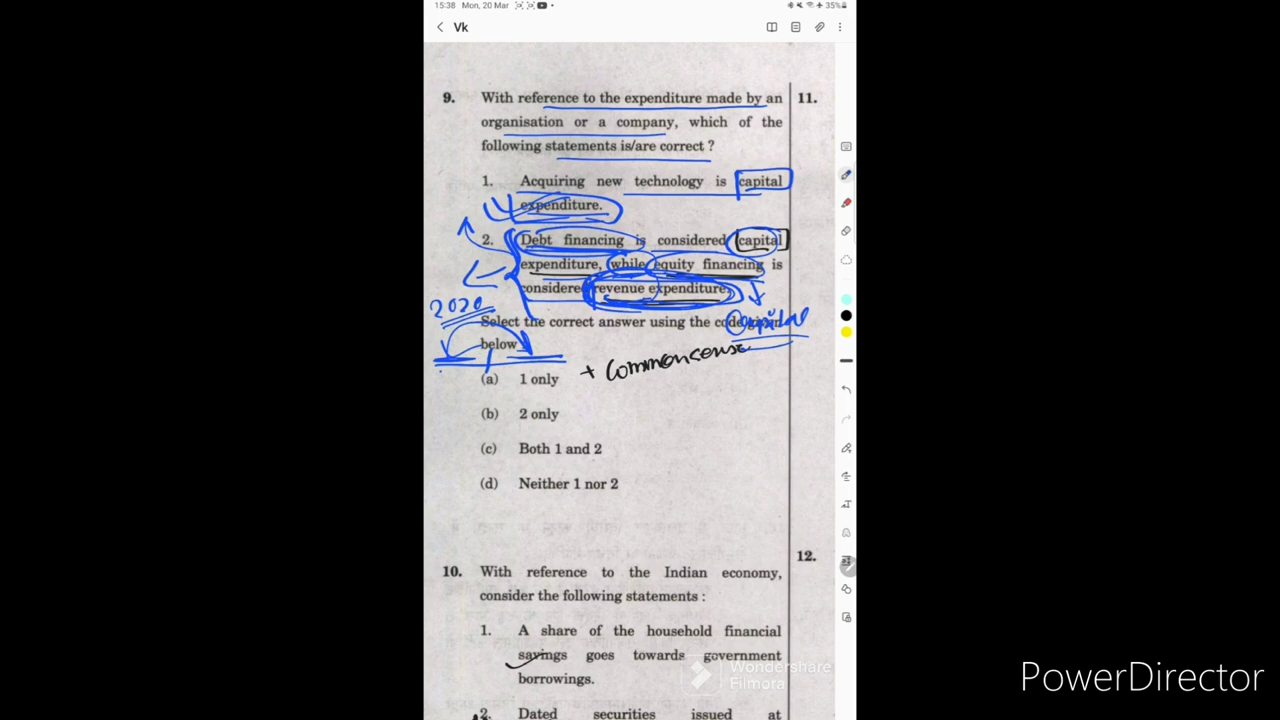 15:38 Mon, 20 Mar
35%
Vk
9. With reference to the expenditure made by an
organisation or a company, which of the
following statements is/are correct ?
1. Acquiring new technology is capital
expenditure.
2. Debt financing is considered capital
expenditure, while equity financing is
considered revenue expenditure.
Capital
2020
Select the correct answer using the code given
below
+ Commonsense
(a) 1 only
(b) 2 only
(c) Both 1 and 2
(d) Neither 1 nor 2
10. With reference to the Indian economy,
consider the following statements :
1. A share of the household financial
savings goes towards government
borrowings.
2. Dated securities issued at
11.
12.
Wondershare
Filmora
PowerDirector